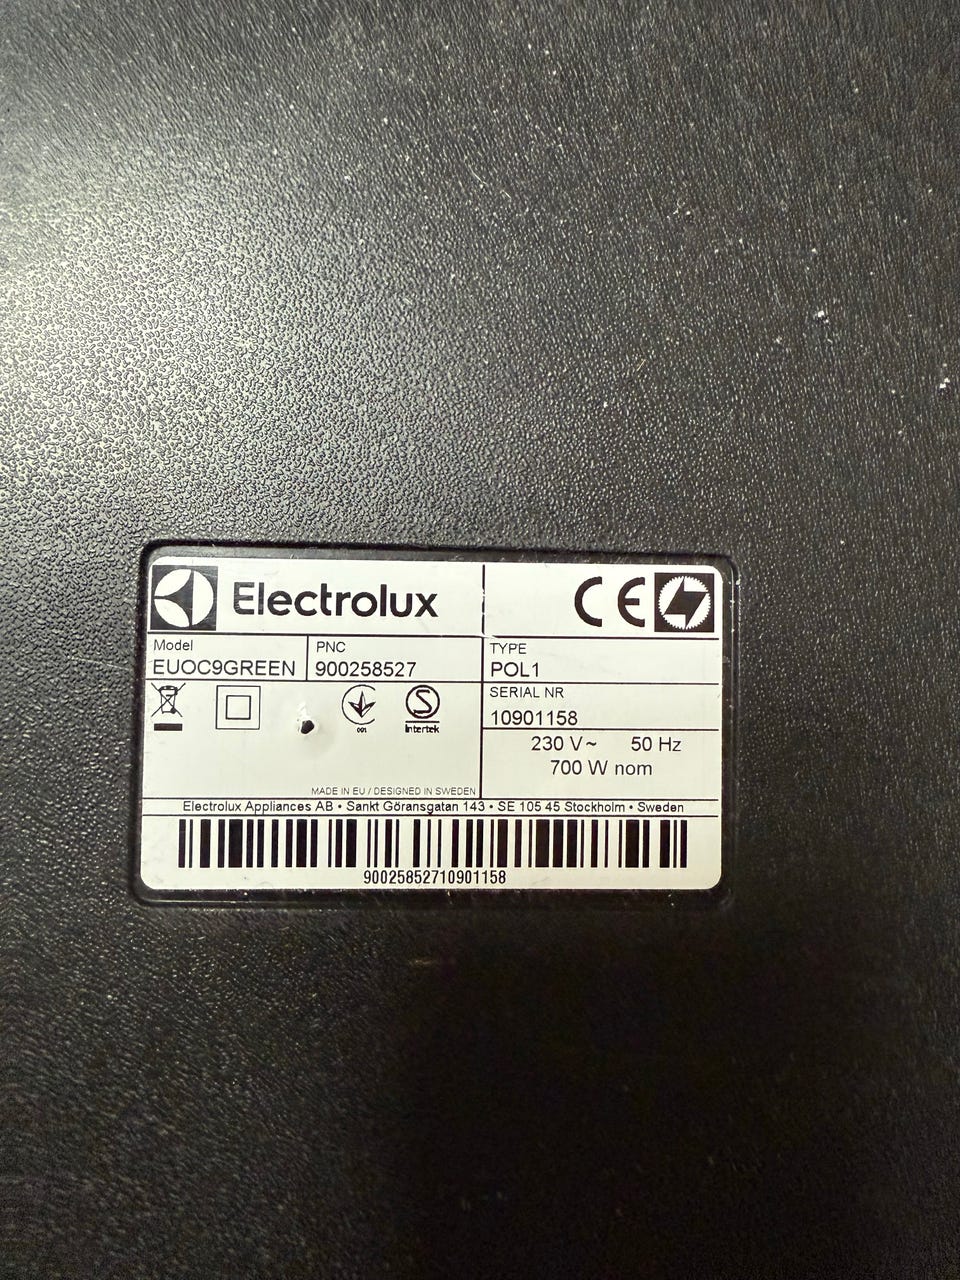 Electrolux
CE
Model
EUOC9GREEN
PNC
900258527
TYPE
POL1
SERIAL NR
10901158
230 V~ 50 Hz
700 W nom
001
S
Intertek
MADE IN EU / DESIGNED IN SWEDEN
Electrolux Appliances AB • Sankt Göransgatan 143 • SE 105 45 Stockholm • Sweden
90025852710901158